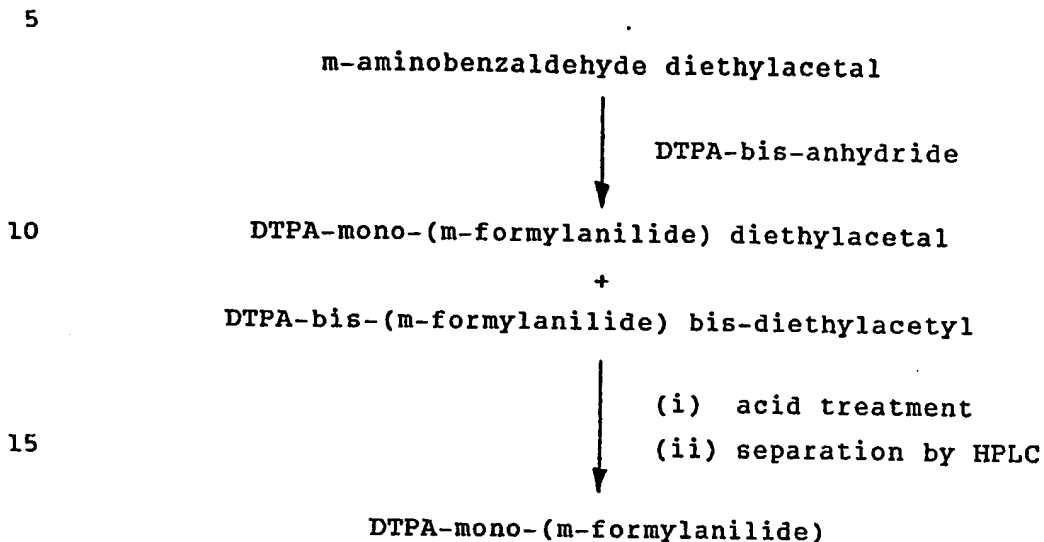 5
m-aminobenzaldehyde diethylacetal
DTPA-bis-anhydride
10 DTPA-mono-(m-formylanilide) diethylacetal
+
DTPA-bis-(m-formylanilide) bis-diethylacetyl
(i) acid treatment
15 (ii) separation by HPLC
DTPA-mono-(m-formylanilide)